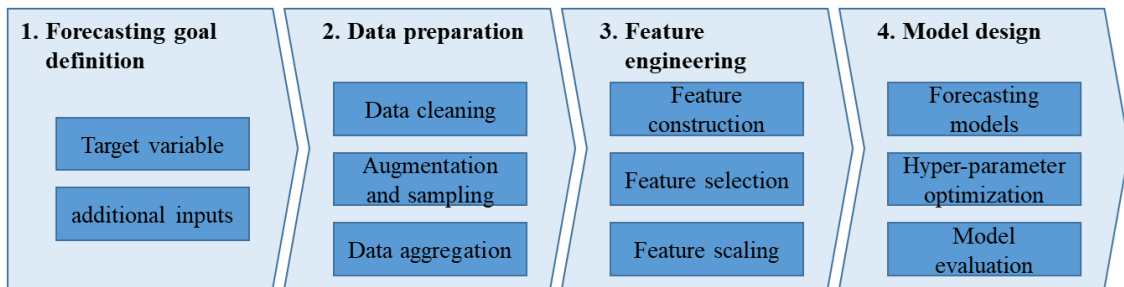 1. Forecasting goal
definition
Target variable
additional inputs
2. Data preparation
Data cleaning
Augmentation
and sampling
Data aggregation
3. Feature
engineering
Feature
construction
Feature selection
Feature scaling
4. Model design
Forecasting
models
Hyper-parameter
optimization
Model
evaluation